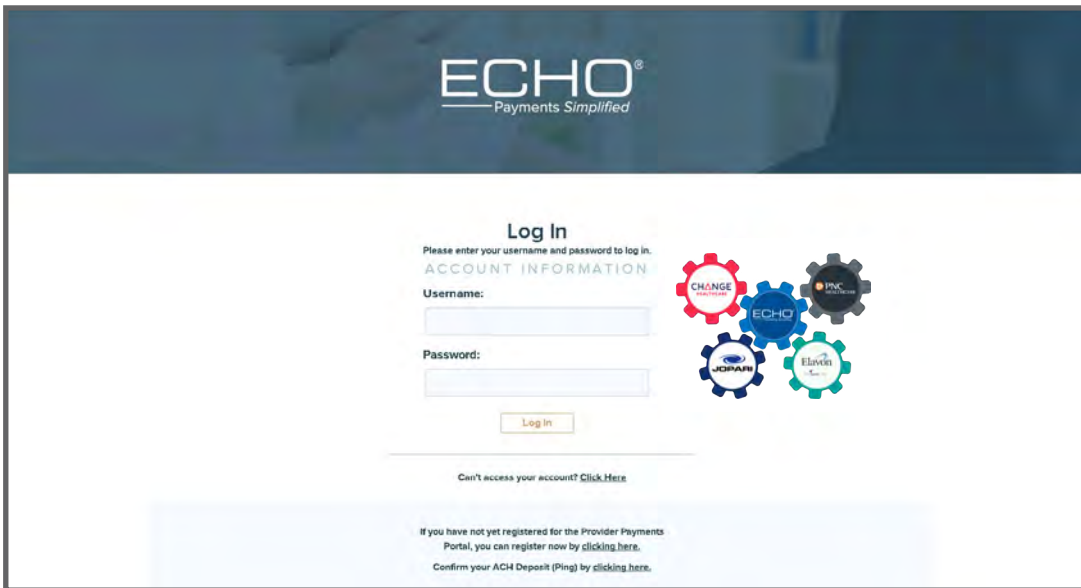 ECHO®
Payments Simplified
Log In
Please enter your username and password to log in.
ACCOUNT INFORMATION
Username:
CHANGE
HEALTHCARE
PNC
HEALTHCARE
ECHO
Password:
JOPARI
Elavon
Log In
Can't access your account? Click Here
If you have not yet registered for the Provider Payments
Portal, you can register now by clicking here.
Confirm your ACH Deposit (Ping) by clicking here.